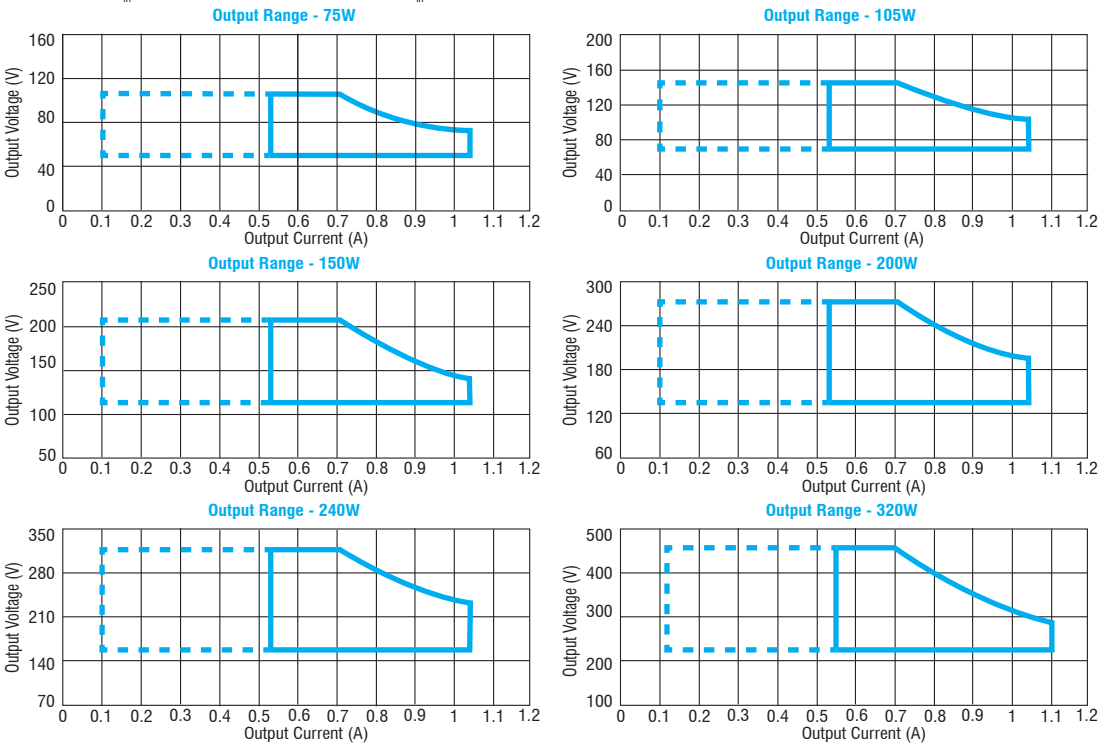 in
in
Output Range - 75W
Output Voltage (V)
160
120
80
40
0
0 0.1 0.2 0.3 0.4 0.5 0.6 0.7 0.8 0.9 1 1.1 1.2
Output Current (A)
Output Range - 105W
Output Voltage (V)
200
160
120
80
40
0
0 0.1 0.2 0.3 0.4 0.5 0.6 0.7 0.8 0.9 1 1.1 1.2
Output Current (A)
Output Range - 150W
Output Voltage (V)
250
200
150
100
50
0 0.1 0.2 0.3 0.4 0.5 0.6 0.7 0.8 0.9 1 1.1 1.2
Output Current (A)
Output Range - 200W
Output Voltage (V)
300
240
180
120
60
0 0.1 0.2 0.3 0.4 0.5 0.6 0.7 0.8 0.9 1 1.1 1.2
Output Current (A)
Output Range - 240W
Output Voltage (V)
350
280
210
140
70
0 0.1 0.2 0.3 0.4 0.5 0.6 0.7 0.8 0.9 1 1.1 1.2
Output Current (A)
Output Range - 320W
Output Voltage (V)
500
400
300
200
100
0 0.1 0.2 0.3 0.4 0.5 0.6 0.7 0.8 0.9 1 1.1 1.2
Output Current (A)